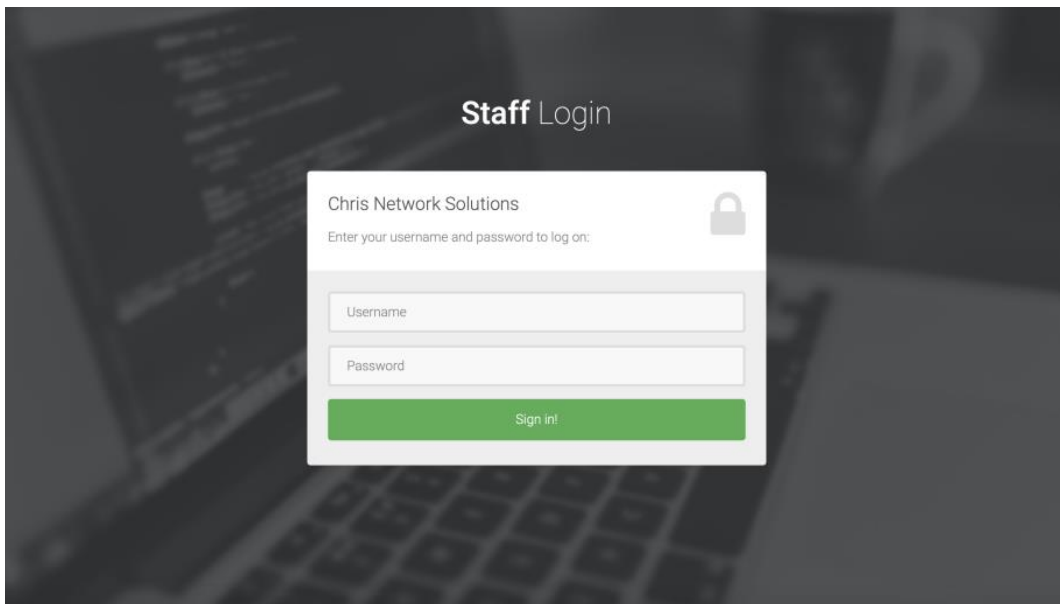 Staff Login
Chris Network Solutions
Enter your username and password to log on:
Username
Password
Sign in!